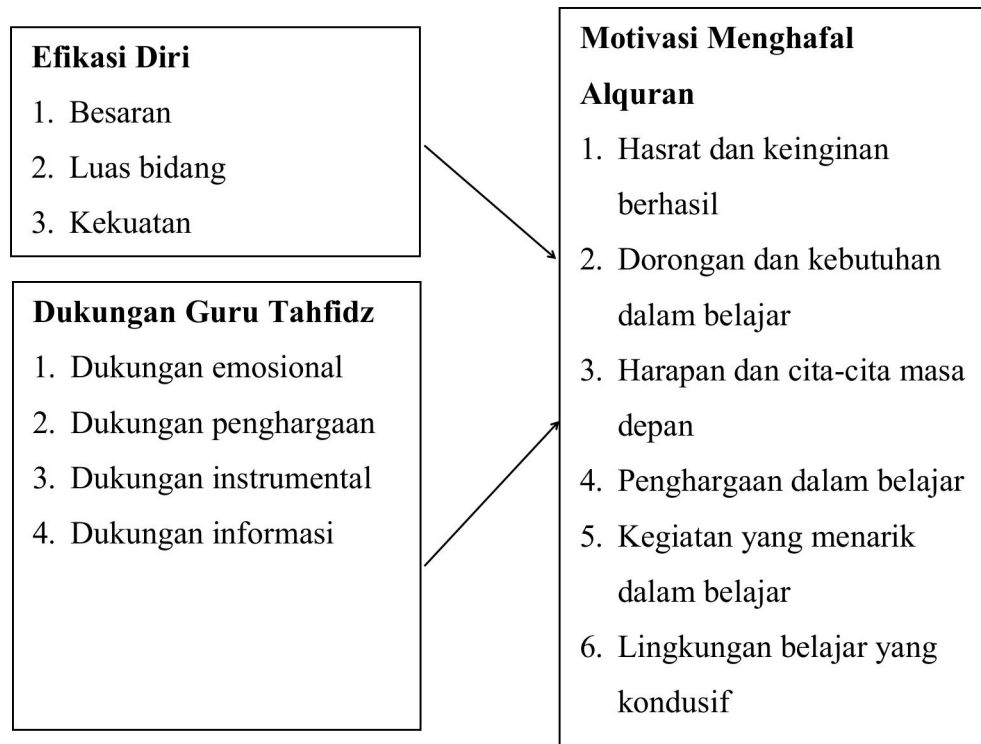 Efikasi Diri
1. Besaran
2. Luas bidang
3. Kekuatan
Dukungan Guru Tahfidz
1. Dukungan emosional
2. Dukungan penghargaan
3. Dukungan instrumental
4. Dukungan informasi
Motivasi Menghafal
Alquran
1. Hasrat dan keinginan
berhasil
2. Dorongan dan kebutuhan
dalam belajar
3. Harapan dan cita-cita masa
depan
4. Penghargaan dalam belajar
5. Kegiatan yang menarik
dalam belajar
6. Lingkungan belajar yang
kondusif